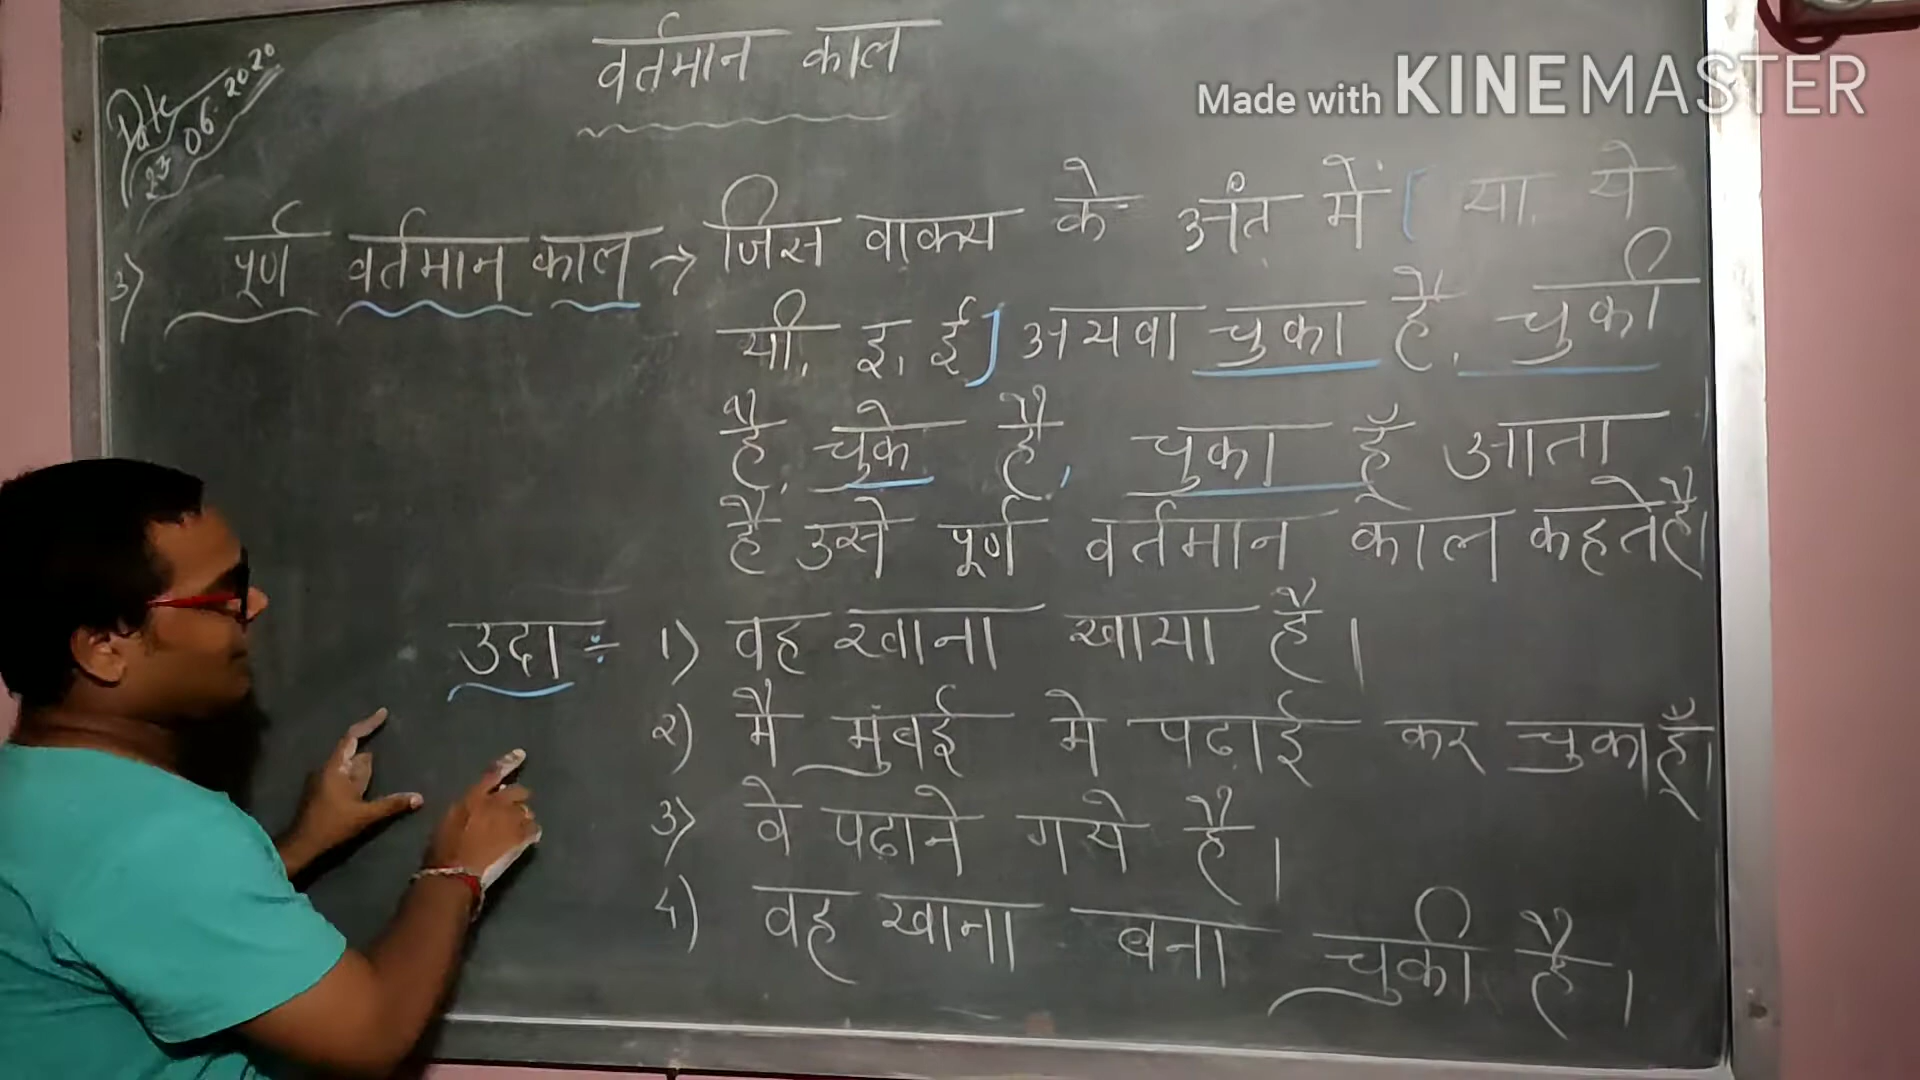 वर्तमान काल
Made with KINEMASTER
Date
23 06. 2020
३) पूर्ण वर्तमान काल → जिस वाक्य के अंत में [ या, ये
यी, इ, ई] अथवा चुका है, चुकी
है, चुके है, चुका हूँ आता
है उसे पूर्ण वर्तमान काल कहते है।
उदा ÷ १) वह खाना खाया है।
२) मै मुंबई मे पढ़ाई कर चुका हूँ।
३) वे पढ़ाने गये है।
४) वह खाना बना चुकी है।